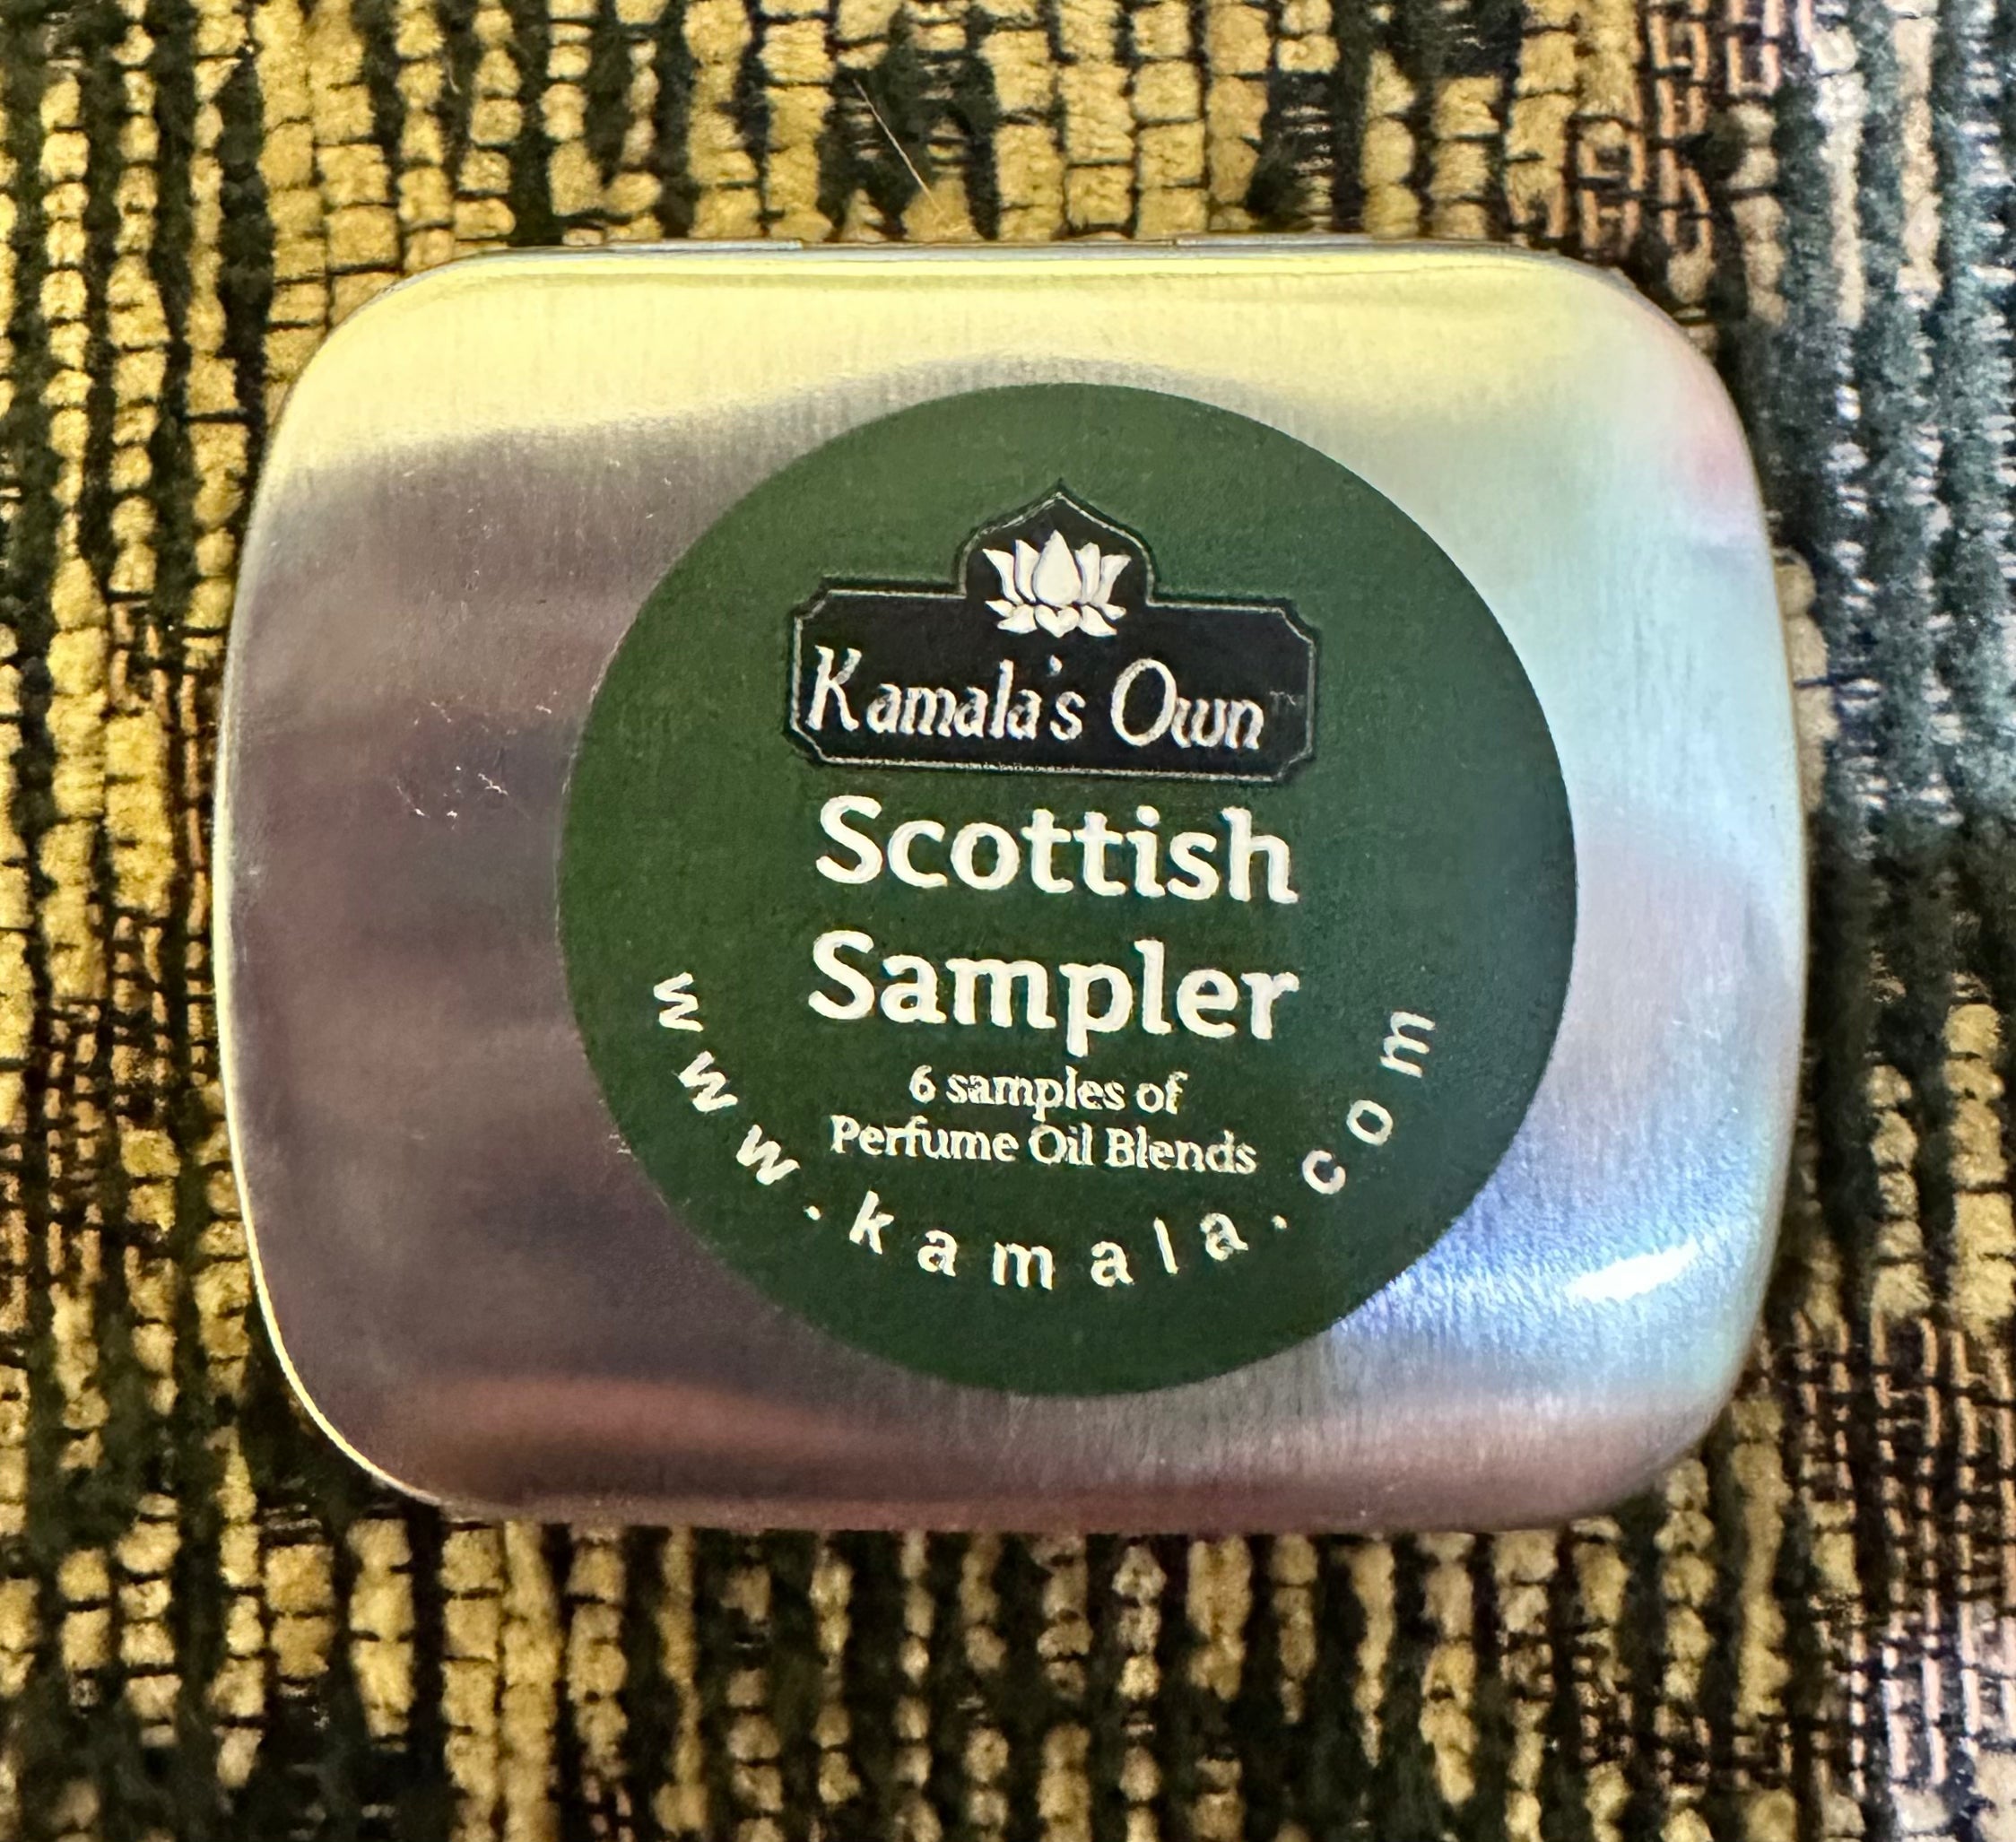 Kamala's Own™
Scottish
Sampler
6 samples of
Perfume Oil Blends
www.kamala.com